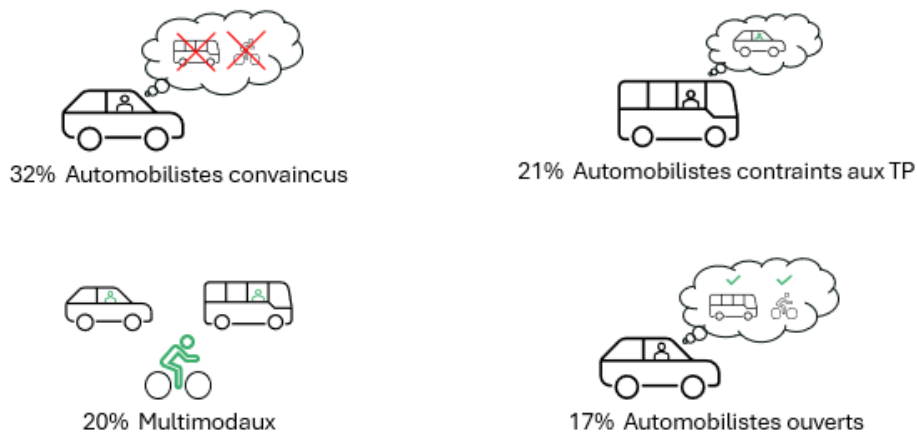 32% Automobilistes convaincus
21% Automobilistes contraints aux TP
20% Multimodaux
17% Automobilistes ouverts